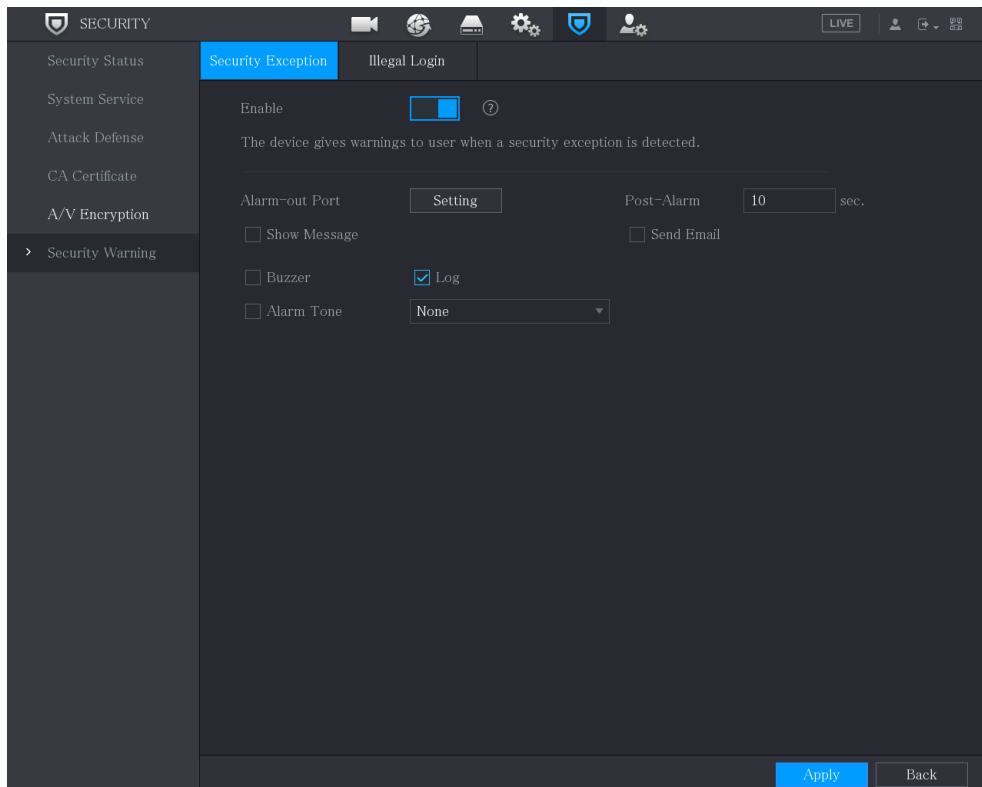 SECURITY
LIVE
Security Status
System Service
Attack Defense
CA Certificate
A/V Encryption
Security Warning
Security Exception
Illegal Login
Enable
?
The device gives warnings to user when a security exception is detected.
Alarm-out Port
Setting
Post-Alarm
10
sec.
Show Message
Send Email
Buzzer
Log
Alarm Tone
None
Apply
Back